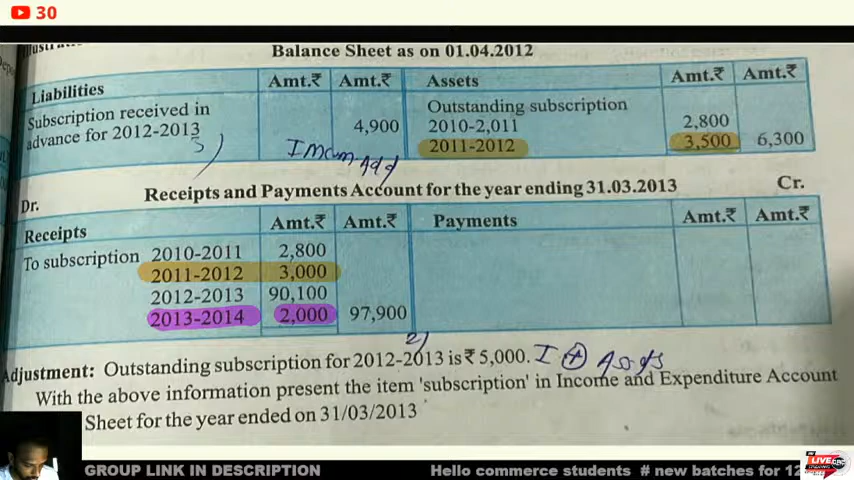 30
Balance Sheet as on 01.04.2012
Liabilities Amt.₹ Amt.₹ Assets Amt.₹ Amt.₹
Subscription received in advance for 2012-2013 4,900 Outstanding subscription
2010-2,011 2,800
2011-2012 3,500 6,300
Receipts and Payments Account for the year ending 31.03.2013
Dr. Cr.
Receipts Amt.₹ Amt.₹ Payments Amt.₹ Amt.₹
To subscription 2010-2011 2,800
2011-2012 3,000
2012-2013 90,100
2013-2014 2,000 97,900
Adjustment: Outstanding subscription for 2012-2013 is ₹ 5,000. I + Assets
With the above information present the item 'subscription' in Income and Expenditure Account
Sheet for the year ended on 31/03/2013
GROUP LINK IN DESCRIPTION Hello commerce students # new batches for 12
LIVE